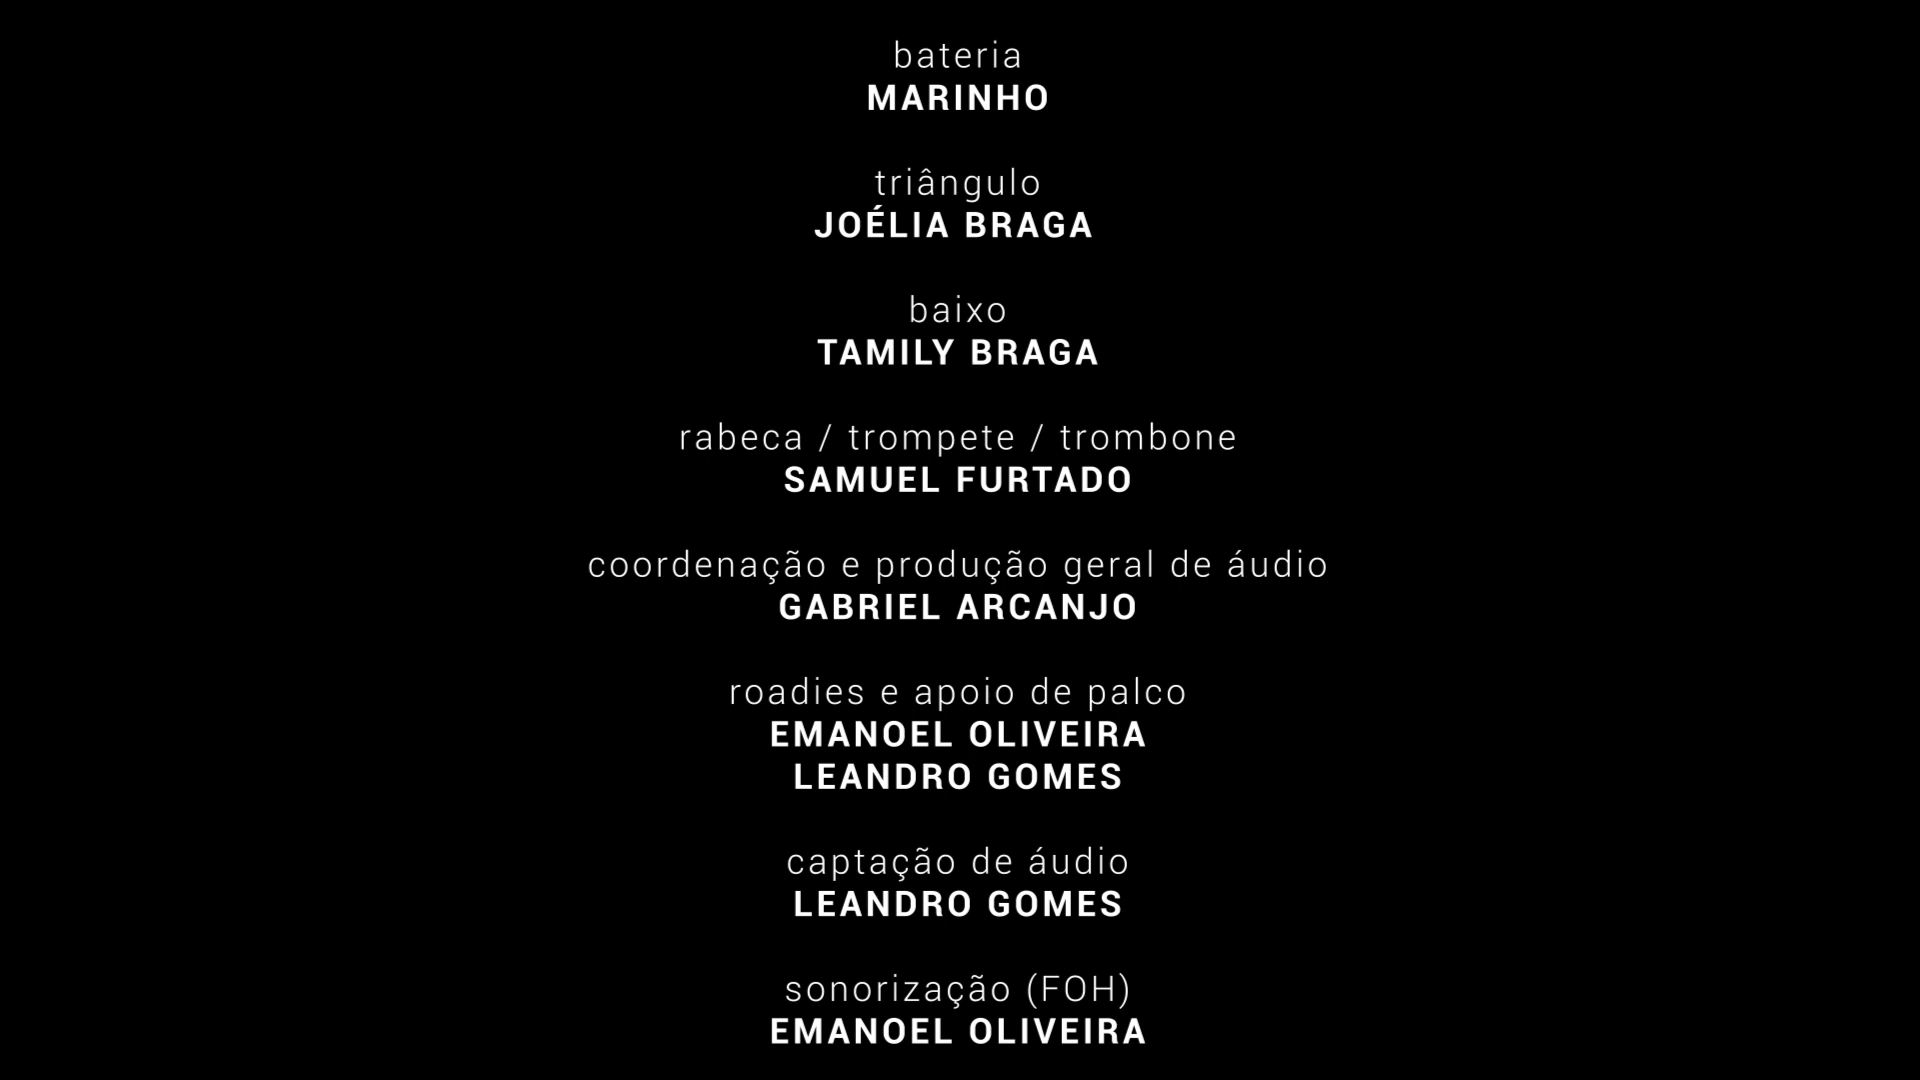 bateria
MARINHO
triângulo
JOÉLIA BRAGA
baixo
TAMILY BRAGA
rabeca / trompete / trombone
SAMUEL FURTADO
coordenação e produção geral de áudio
GABRIEL ARCANJO
roadies e apoio de palco
EMANOEL OLIVEIRA
LEANDRO GOMES
captação de áudio
LEANDRO GOMES
sonorização (FOH)
EMANOEL OLIVEIRA